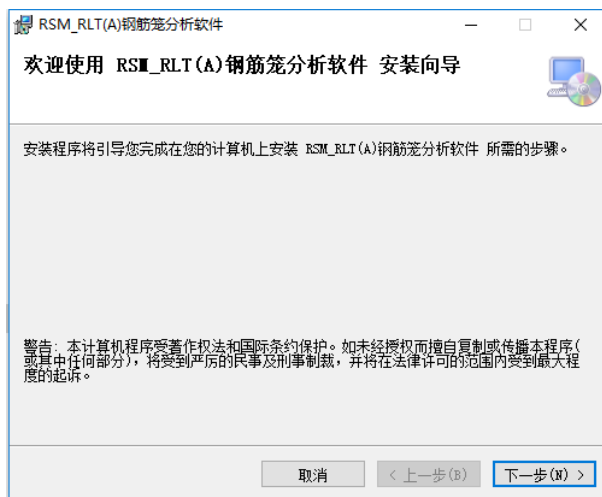 RSM_RLT(A)钢筋笼分析软件
欢迎使用 RSM_RLT(A)钢筋笼分析软件 安装向导
安装程序将引导您完成在您的计算机上安装 RSM_RLT(A)钢筋笼分析软件 所需的步骤。
警告: 本计算机程序受著作权法和国际条约保护。如未经授权而擅自复制或传播本程序(
或其中任何部分)，将受到严厉的民事及刑事制裁，并将在法律许可的范围内受到最大程
度的起诉。
取消
< 上一步(B)
下一步(N) >